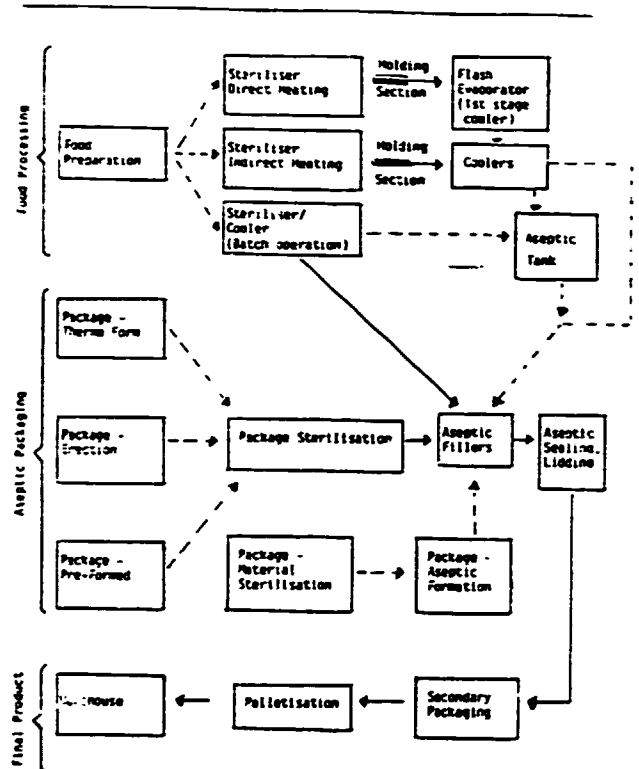 Food Processing
Food
Preparation
Steriliser
Direct Heating
Holding
Section
Flash
Evaporator
(1st stage
cooler)
Steriliser
Indirect Heating
Holding
Section
Coolers
Steriliser/
Cooler
(Batch operation)
Aseptic
Tank
Aseptic Packaging
Package -
Thermo Form
Package -
Erection
Package Sterilisation
Aseptic
Fillers
Aseptic
Sealing.
Lidding
Package -
Pre-Formed
Package -
Material
Sterilisation
Package -
Aseptic
Formation
Final Product
Warehouse
Palletisation
Secondary
Packaging